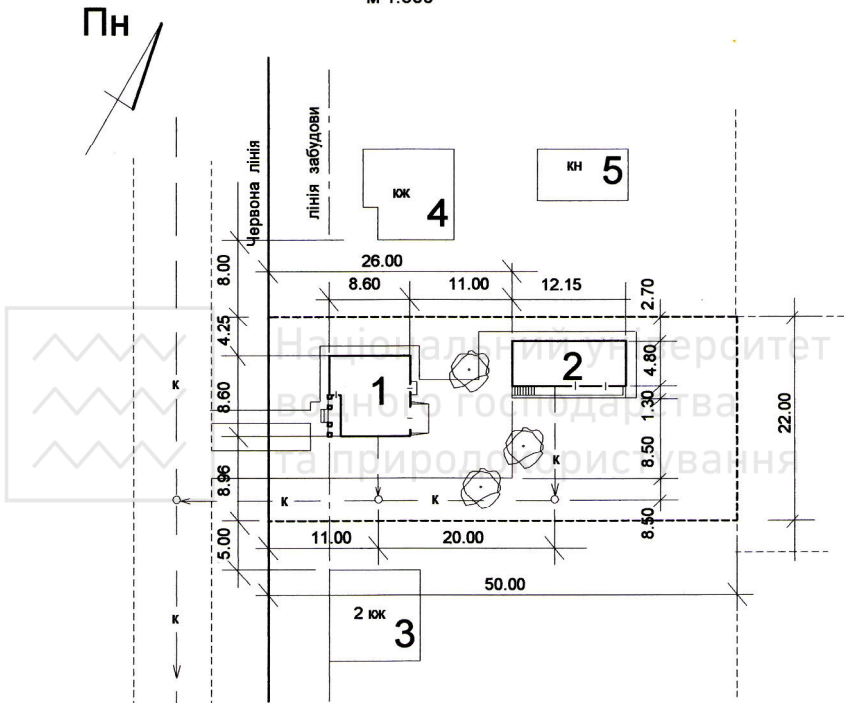 М 1:500
Пн
Червона лінія
лінія забудови
кж
4
кн
5
26.00
8.60
11.00
12.15
2.70
8.00
4.25
8.60
8.96
5.00
4.80
1.30
8.50
8.50
22.00
1
2
Національний університет
водного господарства
та природокористування
к
к
к
к
к
11.00
20.00
50.00
2 кж
3